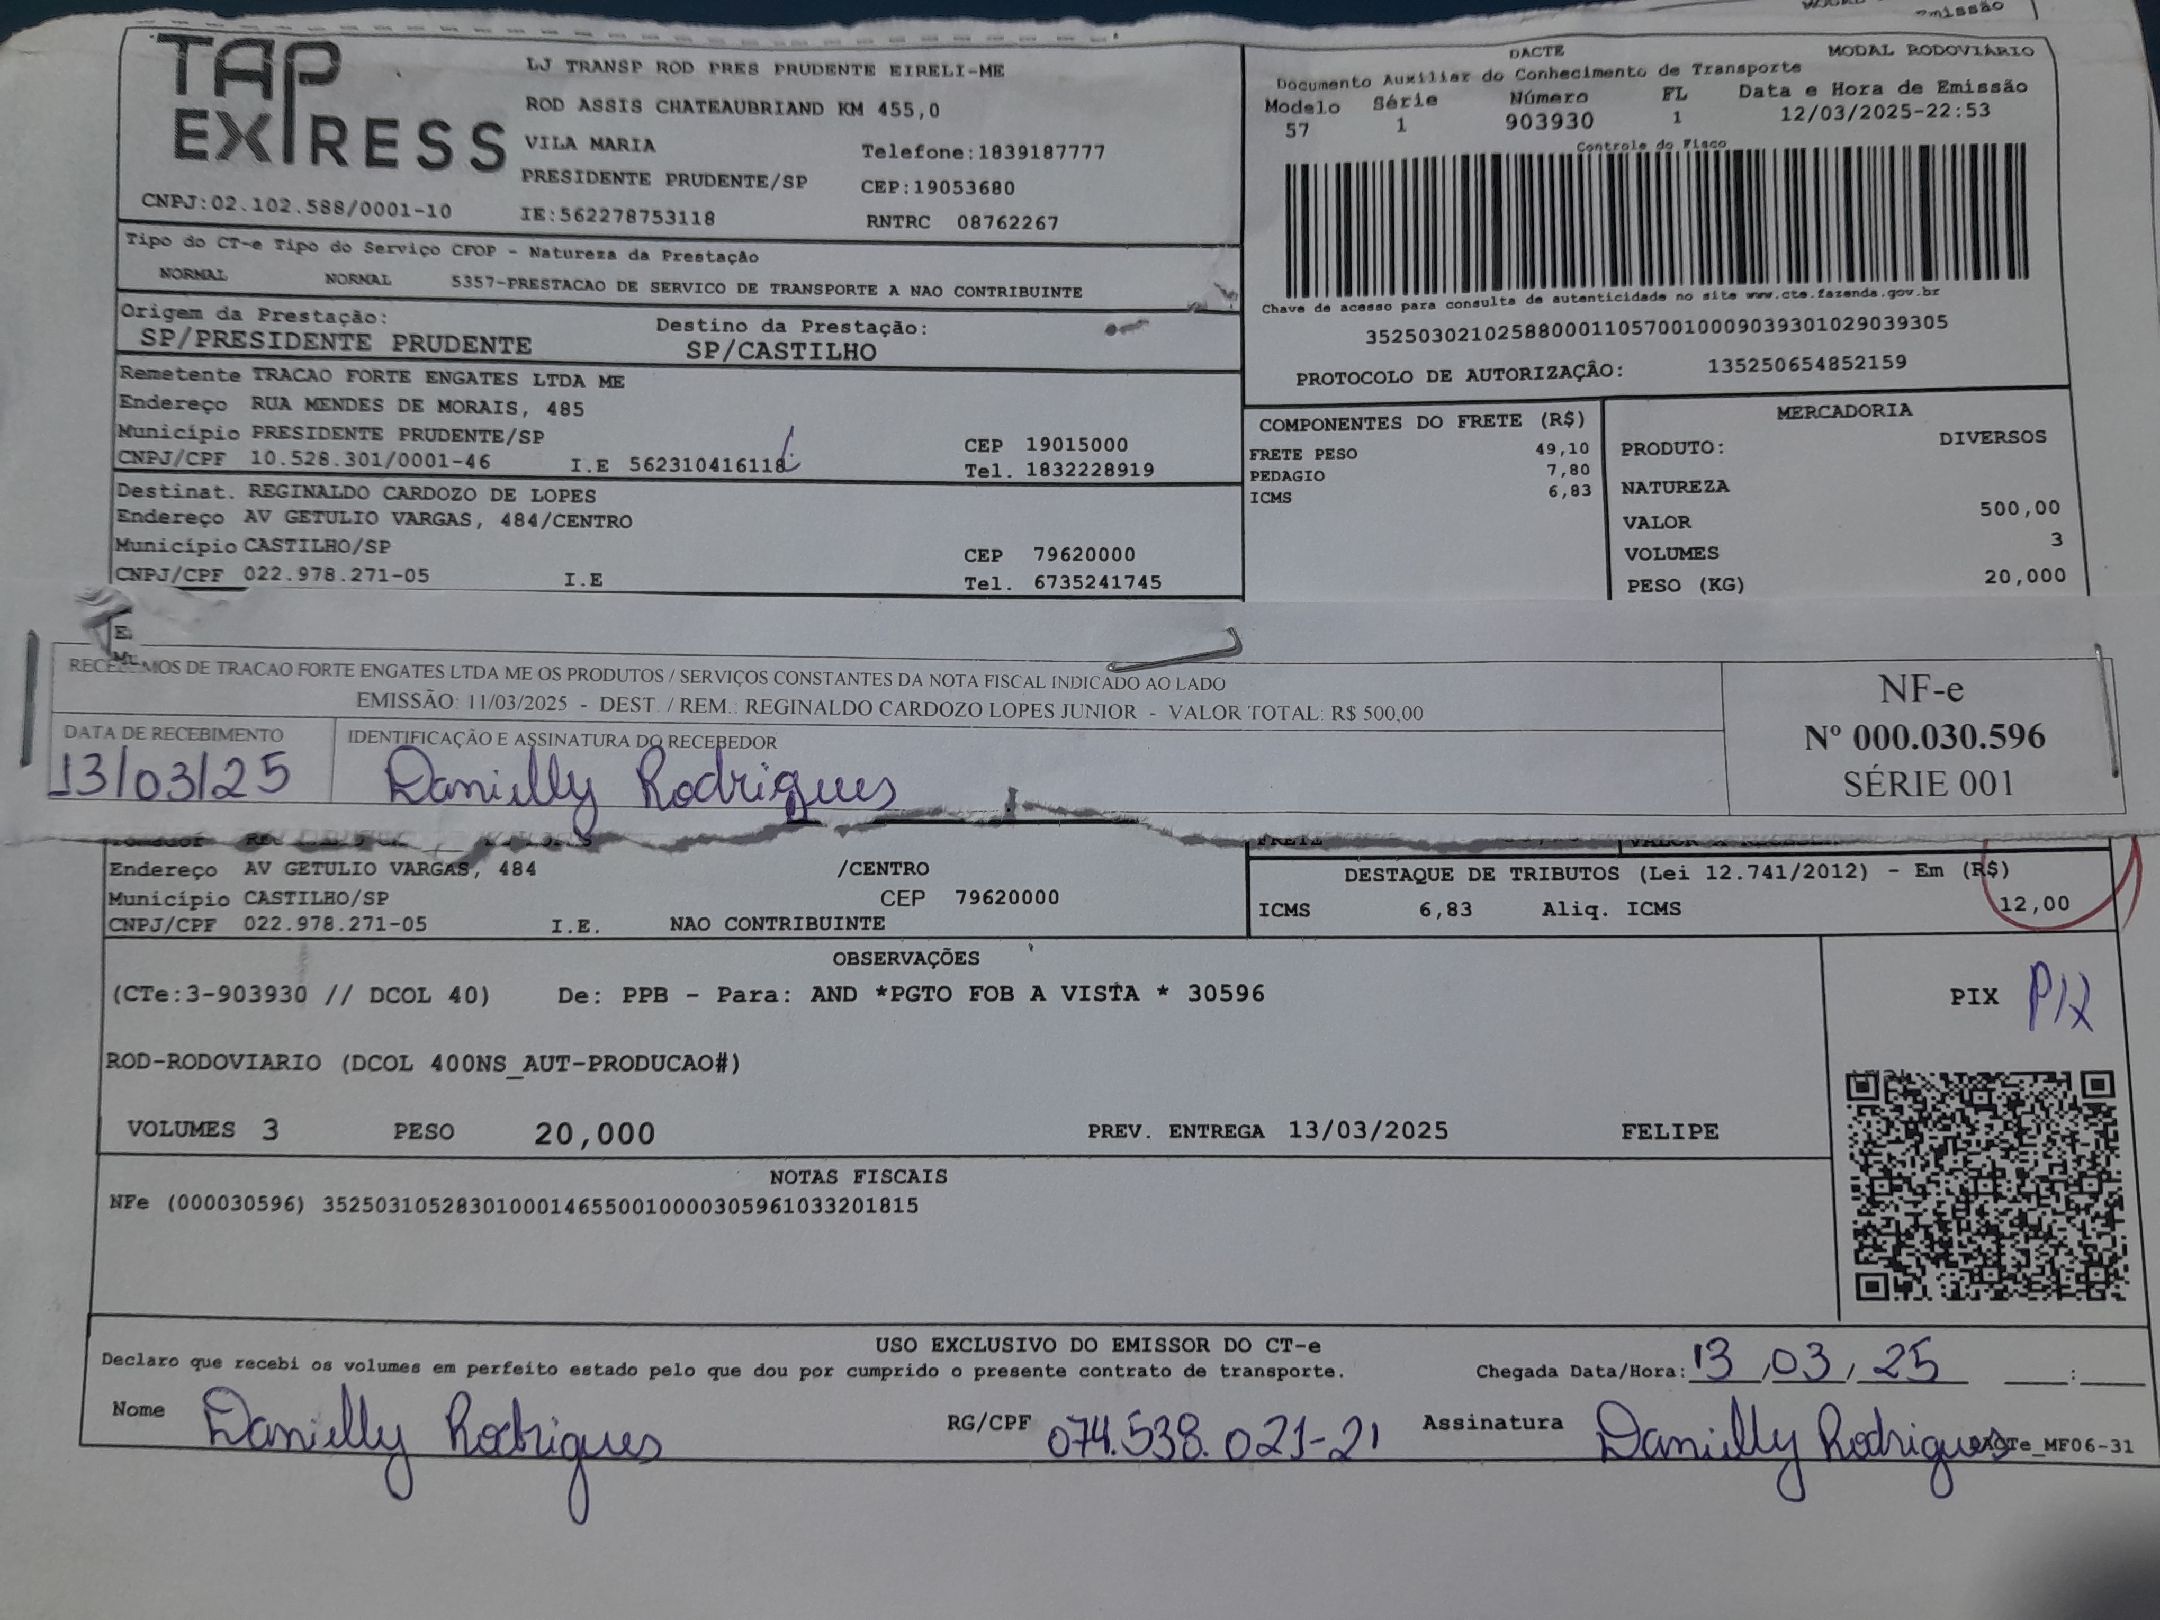 missão
TAP
EXPRESS
CNPJ:02.102.588/0001-10
LJ TRANSP ROD PRES PRUDENTE EIRELI-ME
ROD ASSIS CHATEAUBRIAND KM 455,0
VILA MARIA Telefone:1839187777
PRESIDENTE PRUDENTE/SP CEP:19053680
IE:562278753118 RNTRC 08762267
DACTE MODAL RODOVIÁRIO
Documento Auxiliar do Conhecimento de Transporte
Modelo Série Número FL Data e Hora de Emissão
57 1 903930 1 12/03/2025-22:53
Controle do Fisco
Chave de acesso para consulta de autenticidade no site www.cte.fazenda.gov.br
35250302102588000110570010009039301029039305
PROTOCOLO DE AUTORIZAÇÃO: 135250654852159
Tipo do CT-e Tipo do Serviço CFOP - Natureza da Prestação
NORMAL NORMAL 5357-PRESTACAO DE SERVICO DE TRANSPORTE A NAO CONTRIBUINTE
Origem da Prestação: Destino da Prestação:
SP/PRESIDENTE PRUDENTE SP/CASTILHO
Remetente TRACAO FORTE ENGATES LTDA ME
Endereço RUA MENDES DE MORAIS, 485
Município PRESIDENTE PRUDENTE/SP CEP 19015000
CNPJ/CPF 10.528.301/0001-46 I.E 562310416118 Tel. 1832228919
Destinat. REGINALDO CARDOZO DE LOPES
Endereço AV GETULIO VARGAS, 484/CENTRO
Município CASTILHO/SP CEP 79620000
CNPJ/CPF 022.978.271-05 I.E Tel. 6735241745
COMPONENTES DO FRETE (R$)
FRETE PESO 49,10
PEDAGIO 7,80
ICMS 6,83
MERCADORIA
PRODUTO: DIVERSOS
NATUREZA
VALOR 500,00
VOLUMES 3
PESO (KG) 20,000
RECEBEMOS DE TRACAO FORTE ENGATES LTDA ME OS PRODUTOS / SERVIÇOS CONSTANTES DA NOTA FISCAL INDICADO AO LADO
EMISSÃO: 11/03/2025 - DEST. / REM.: REGINALDO CARDOZO LOPES JUNIOR - VALOR TOTAL: R$ 500,00
DATA DE RECEBIMENTO IDENTIFICAÇÃO E ASSINATURA DO RECEBEDOR
13/03/25 Danielly Rodrigues
NF-e
Nº 000.030.596
SÉRIE 001
Endereço AV GETULIO VARGAS, 484 /CENTRO
Município CASTILHO/SP CEP 79620000
CNPJ/CPF 022.978.271-05 I.E. NAO CONTRIBUINTE
DESTAQUE DE TRIBUTOS (Lei 12.741/2012) - Em (R$)
ICMS 6,83 Aliq. ICMS 12,00
OBSERVAÇÕES
(CTe:3-903930 // DCOL 40) De: PPB - Para: AND *PGTO FOB A VISTA * 30596
ROD-RODOVIARIO (DCOL 400NS_AUT-PRODUCAO#)
VOLUMES 3 PESO 20,000 PREV. ENTREGA 13/03/2025 FELIPE
PIX PIX
NOTAS FISCAIS
NFe (000030596) 35250310528301000146550010000305961033201815
USO EXCLUSIVO DO EMISSOR DO CT-e
Declaro que recebi os volumes em perfeito estado pelo que dou por cumprido o presente contrato de transporte. Chegada Data/Hora: 13/03/25 :
Nome Danielly Rodrigues RG/CPF 074.538.021-21 Assinatura Danielly Rodrigues
DACTe_MF06-31